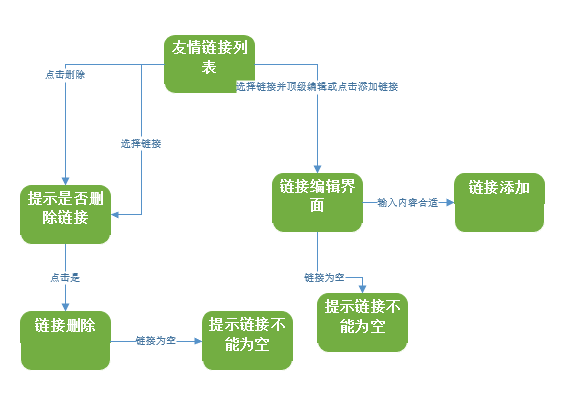 友情链接列
表
点击删除
选择链接并顶级编辑或点击添加链接
选择链接
提示是否删
除链接
链接编辑界
面
输入内容合适
链接添加
点击是
链接为空
链接删除
链接为空
提示链接不
能为空
提示链接不
能为空